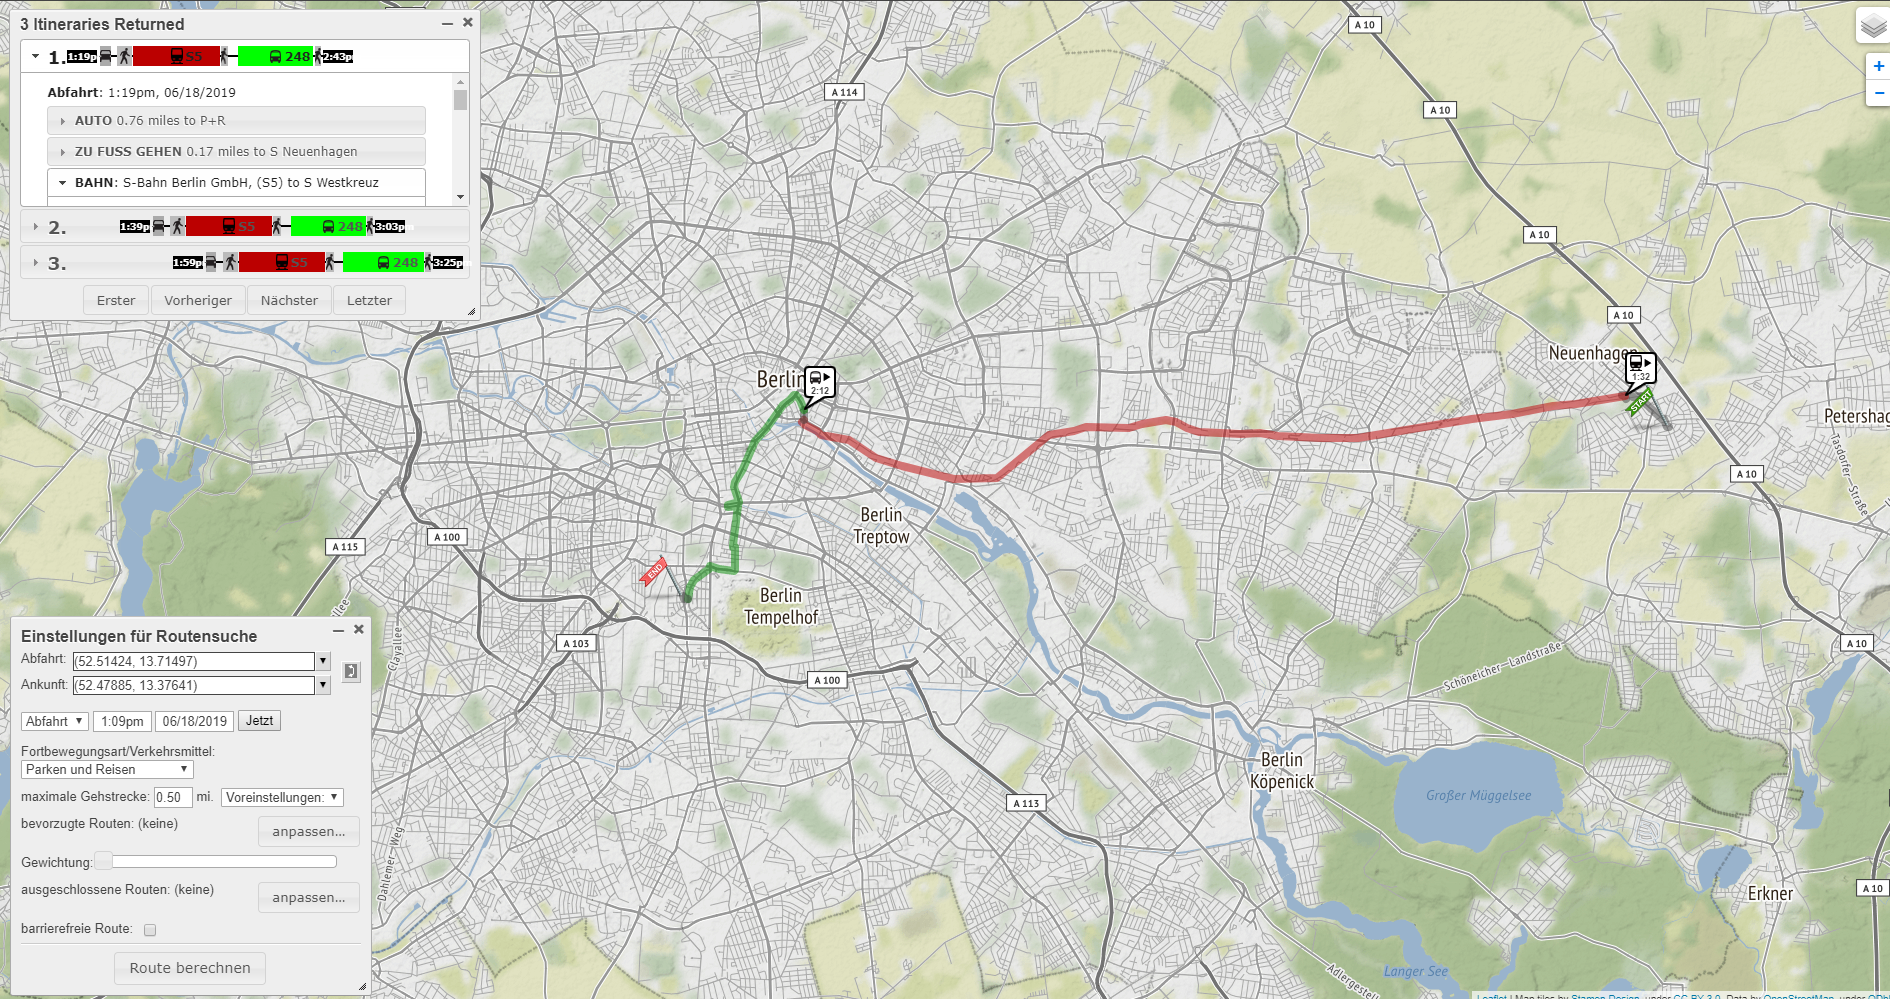 3 Itineraries Returned
1. 1:19p S5 248 2:43p
Abfahrt: 1:19pm, 06/18/2019
AUTO 0.76 miles to P+R
ZU FUSS GEHEN 0.17 miles to S Neuenhagen
BAHN: S-Bahn Berlin GmbH, (S5) to S Westkreuz
2. 1:39p S5 248 3:03p
3. 1:59p S5 248 3:25p
Erster Vorheriger Nächster Letzter
A 10
A 114
A 10
A 10
A 10
Neuenhagen
1:32
START
Berlin
2:12
Petershag
Tasdorfer-Straße
A 10
Berlin
Treptow
A 100
A 115
END
Berlin
Tempelhof
A 103
A 100
Clayallee
Schöneicher-Landstraße
A 10
Berlin
Köpenick
Großer Müggelsee
A 113
Dahlemer Weg
Erkner
A 10
Langer See
Adlergestell
Einstellungen für Routensuche
Abfahrt: (52.51424, 13.71497)
Ankunft: (52.47885, 13.37641)
Abfahrt 1:09pm 06/18/2019 Jetzt
Fortbewegungsart/Verkehrsmittel:
Parken und Reisen
maximale Gehstrecke: 0.50 mi. Voreinstellungen:
bevorzugte Routen: (keine) anpassen...
Gewichtung:
ausgeschlossene Routen: (keine) anpassen...
barrierefreie Route:
Route berechnen
+
−
Leaflet | Map tiles by Stamen Design, under CC BY 3.0. Data by OpenStreetMap, under ODbL